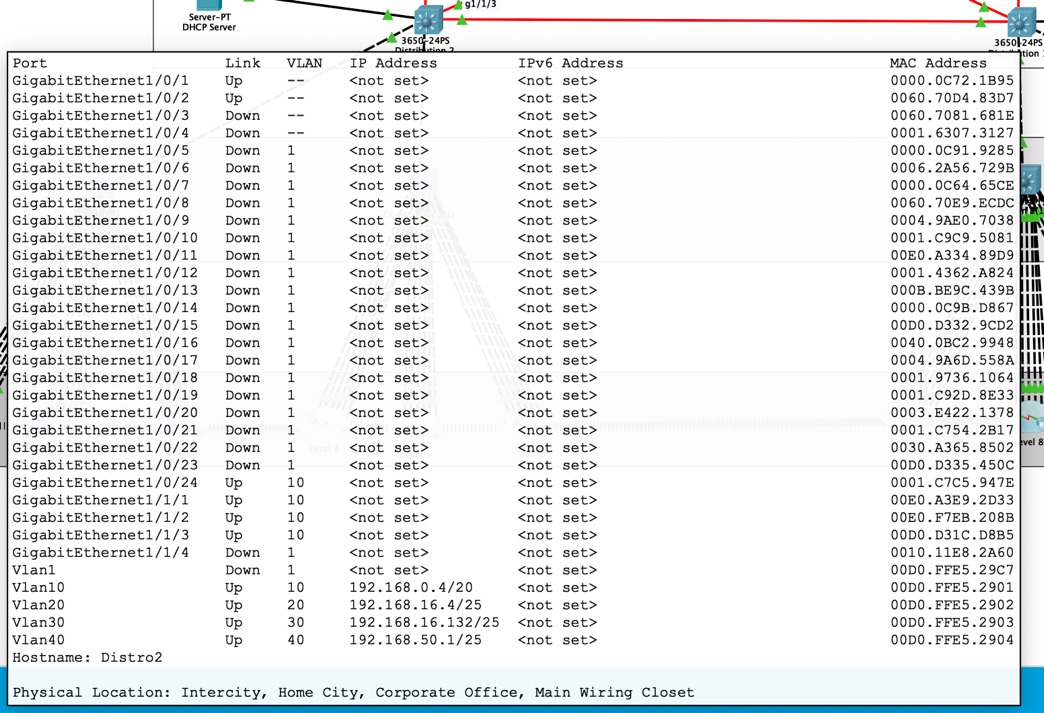 Server-PT
DHCP Server
g1/1/3
3650-24PS
Distribution 2
3650-24PS
Port Link VLAN IP Address IPv6 Address MAC Address
GigabitEthernet1/0/1 Up -- <not set> <not set> 0000.0C72.1B95
GigabitEthernet1/0/2 Up -- <not set> <not set> 0060.70D4.83D7
GigabitEthernet1/0/3 Down -- <not set> <not set> 0060.7081.681E
GigabitEthernet1/0/4 Down -- <not set> <not set> 0001.6307.3127
GigabitEthernet1/0/5 Down 1 <not set> <not set> 0000.0C91.9285
GigabitEthernet1/0/6 Down 1 <not set> <not set> 0006.2A56.729B
GigabitEthernet1/0/7 Down 1 <not set> <not set> 0000.0C64.65CE
GigabitEthernet1/0/8 Down 1 <not set> <not set> 0060.70E9.ECDC
GigabitEthernet1/0/9 Down 1 <not set> <not set> 0004.9AE0.7038
GigabitEthernet1/0/10 Down 1 <not set> <not set> 0001.C9C9.5081
GigabitEthernet1/0/11 Down 1 <not set> <not set> 00E0.A334.89D9
GigabitEthernet1/0/12 Down 1 <not set> <not set> 0001.4362.A824
GigabitEthernet1/0/13 Down 1 <not set> <not set> 000B.BE9C.439B
GigabitEthernet1/0/14 Down 1 <not set> <not set> 0000.0C9B.D867
GigabitEthernet1/0/15 Down 1 <not set> <not set> 00D0.D332.9CD2
GigabitEthernet1/0/16 Down 1 <not set> <not set> 0040.0BC2.9948
GigabitEthernet1/0/17 Down 1 <not set> <not set> 0004.9A6D.558A
GigabitEthernet1/0/18 Down 1 <not set> <not set> 0001.9736.1064
GigabitEthernet1/0/19 Down 1 <not set> <not set> 0001.C92D.8E33
GigabitEthernet1/0/20 Down 1 <not set> <not set> 0003.E422.1378
GigabitEthernet1/0/21 Down 1 <not set> <not set> 0001.C754.2B17
GigabitEthernet1/0/22 Down 1 <not set> <not set> 0030.A365.8502
GigabitEthernet1/0/23 Down 1 <not set> <not set> 00D0.D335.450C
GigabitEthernet1/0/24 Up 10 <not set> <not set> 0001.C7C5.947E
GigabitEthernet1/1/1 Up 10 <not set> <not set> 00E0.A3E9.2D33
GigabitEthernet1/1/2 Up 10 <not set> <not set> 00E0.F7EB.208B
GigabitEthernet1/1/3 Up 10 <not set> <not set> 00D0.D31C.D8B5
GigabitEthernet1/1/4 Down 1 <not set> <not set> 0010.11E8.2A60
Vlan1 Down 1 <not set> <not set> 00D0.FFE5.29C7
Vlan10 Up 10 192.168.0.4/20 <not set> 00D0.FFE5.2901
Vlan20 Up 20 192.168.16.4/25 <not set> 00D0.FFE5.2902
Vlan30 Up 30 192.168.16.132/25 <not set> 00D0.FFE5.2903
Vlan40 Up 40 192.168.50.1/25 <not set> 00D0.FFE5.2904
Hostname: Distro2
Physical Location: Intercity, Home City, Corporate Office, Main Wiring Closet